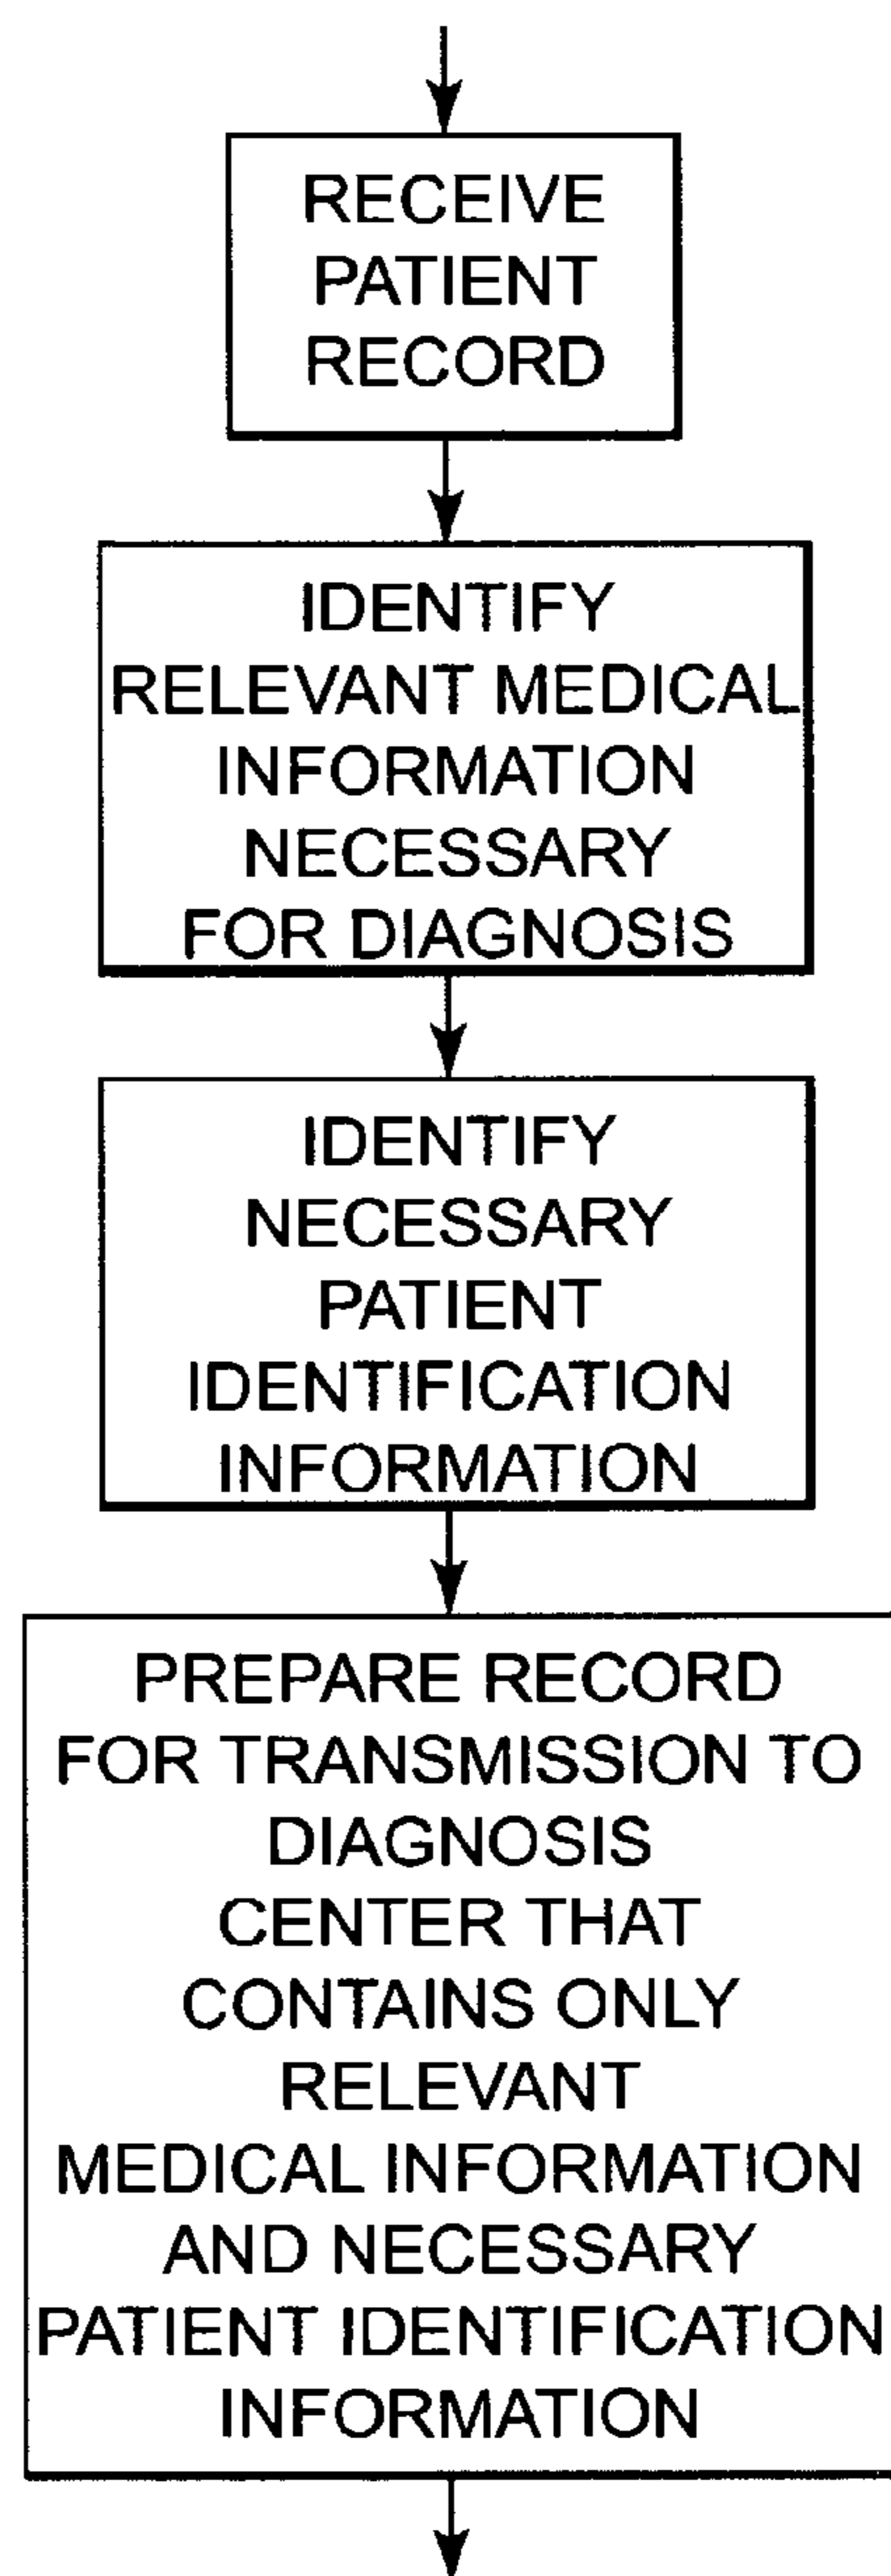 RECEIVE
PATIENT
RECORD
IDENTIFY
RELEVANT MEDICAL
INFORMATION
NECESSARY
FOR DIAGNOSIS
IDENTIFY
NECESSARY
PATIENT
IDENTIFICATION
INFORMATION
PREPARE RECORD
FOR TRANSMISSION TO
DIAGNOSIS
CENTER THAT
CONTAINS ONLY
RELEVANT
MEDICAL INFORMATION
AND NECESSARY
PATIENT IDENTIFICATION
INFORMATION